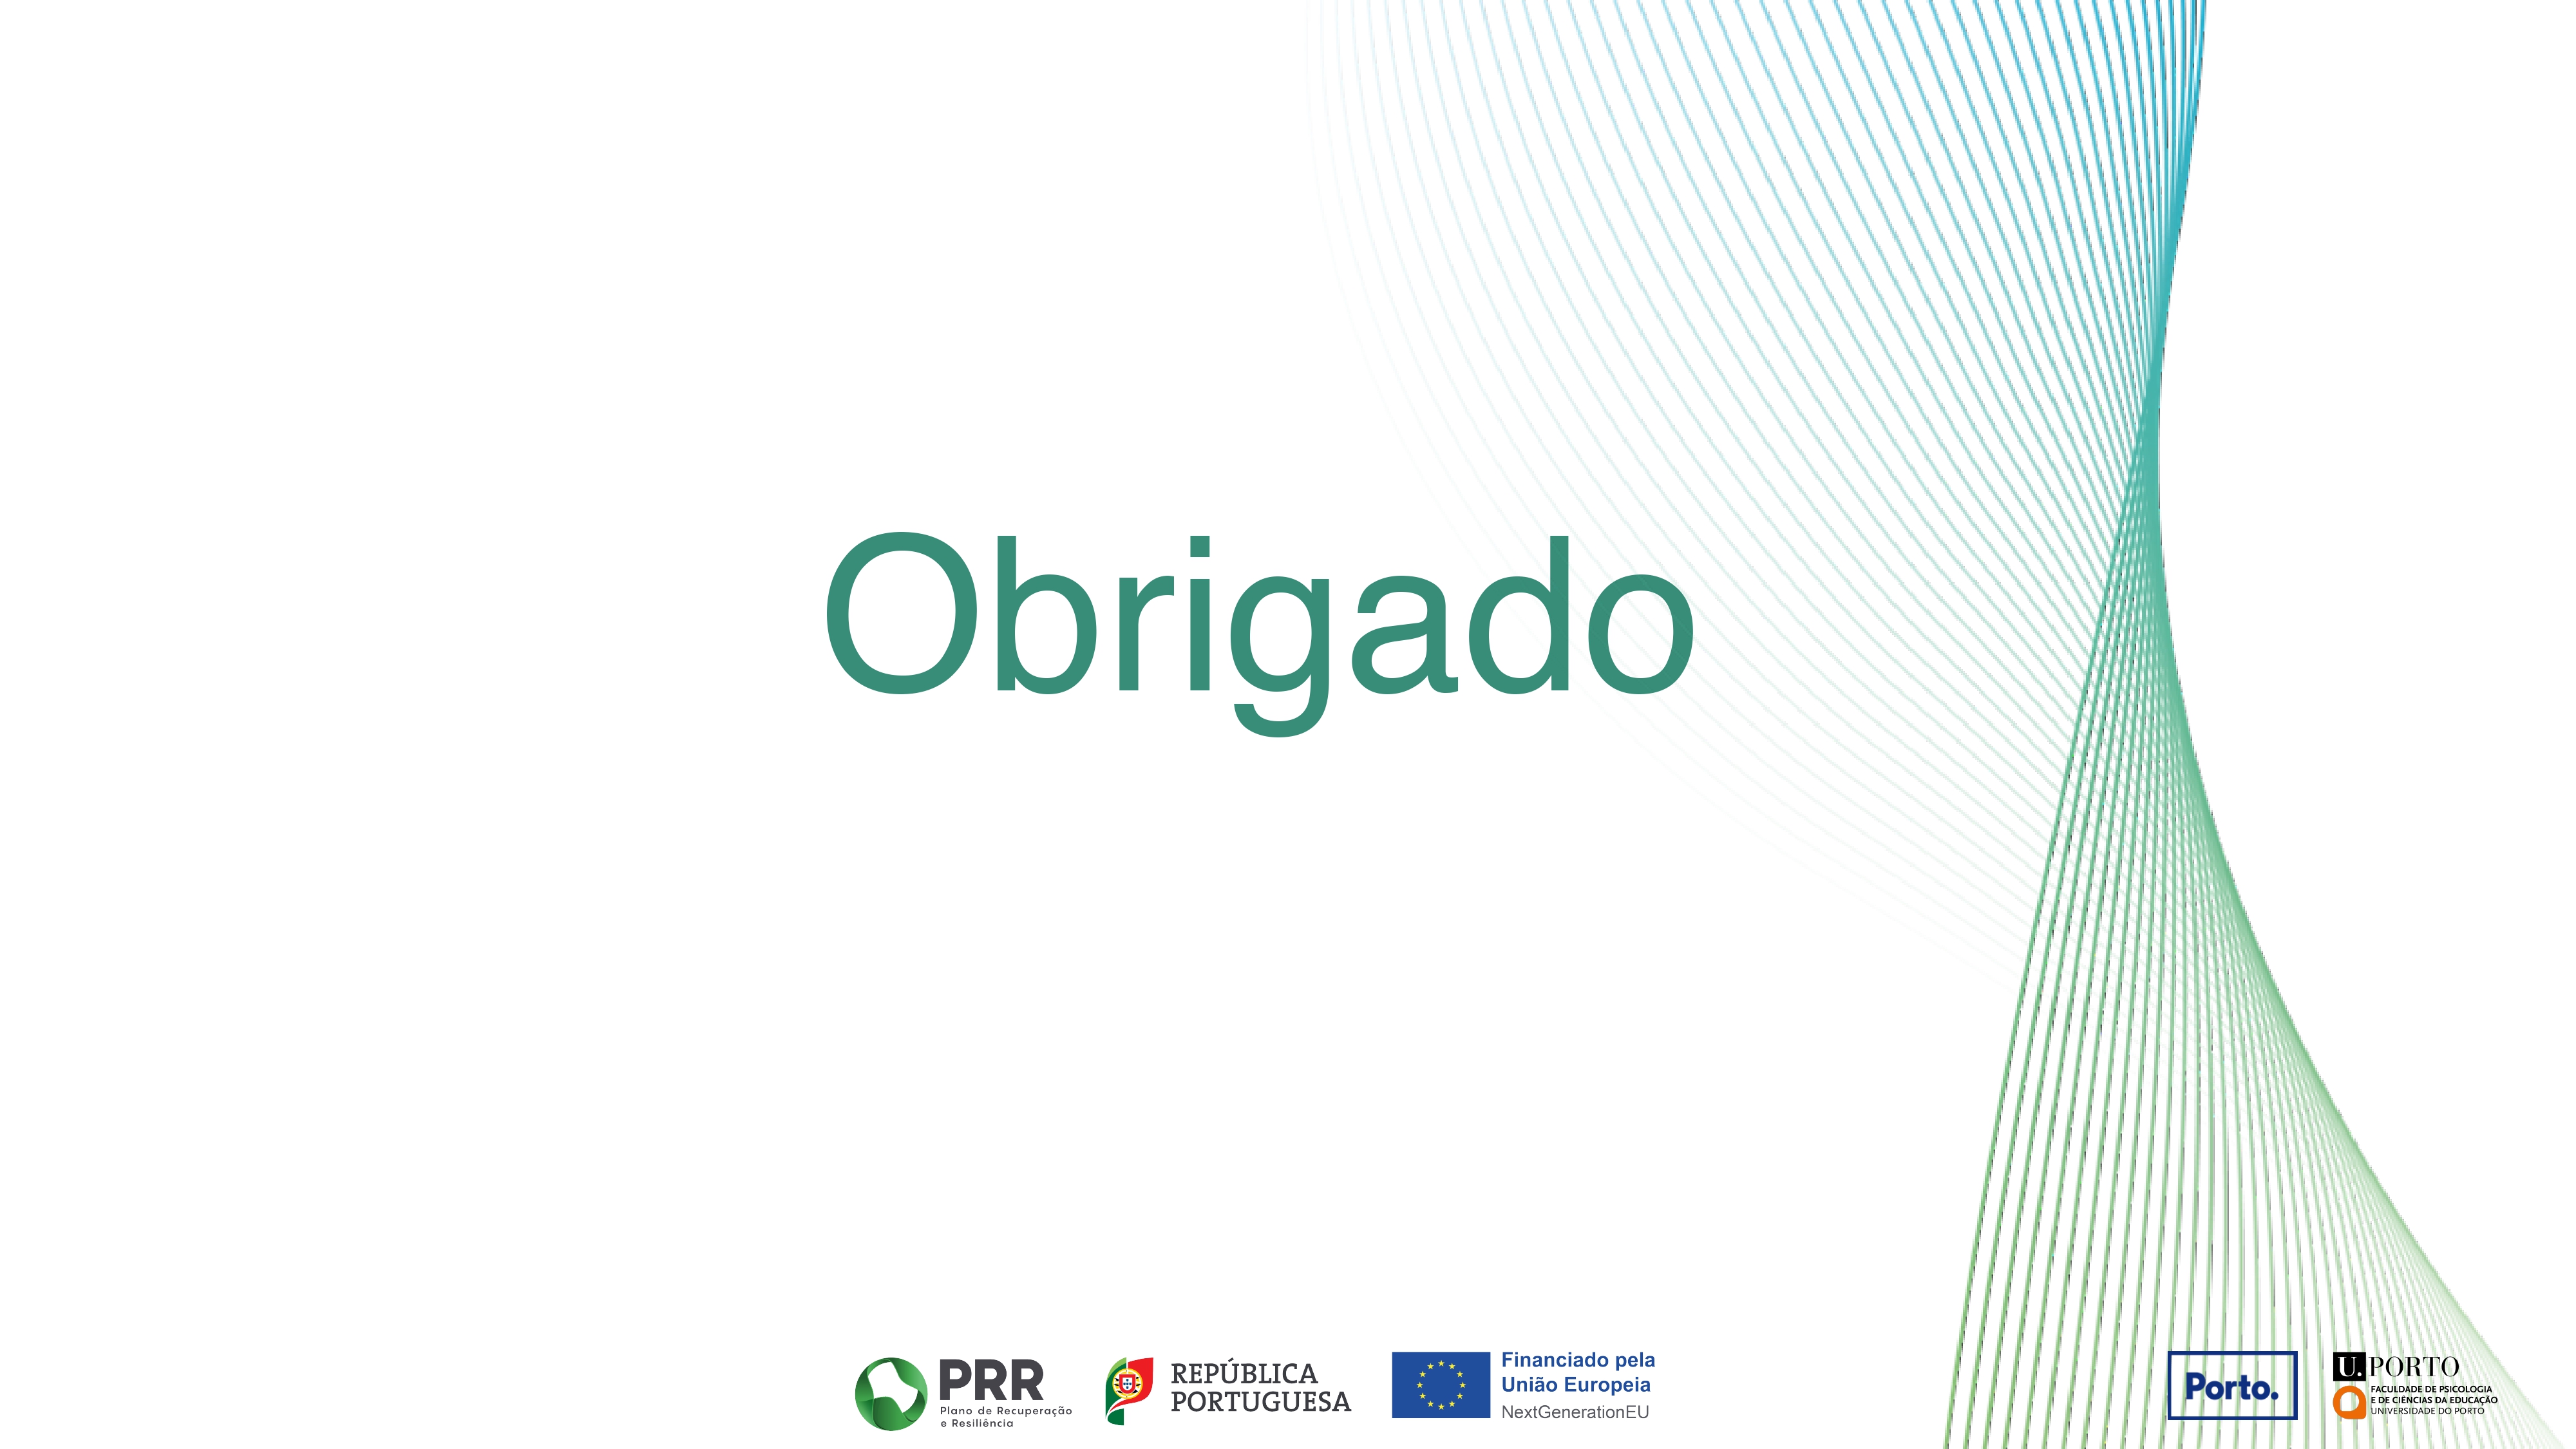 Obrigado
PRR
Plano de Recuperação
e Resiliência
REPÚBLICA
PORTUGUESA
Financiado pela
União Europeia
NextGenerationEU
Porto.
U.PORTO
FACULDADE DE PSICOLOGIA
E DE CIÊNCIAS DA EDUCAÇÃO
UNIVERSIDADE DO PORTO